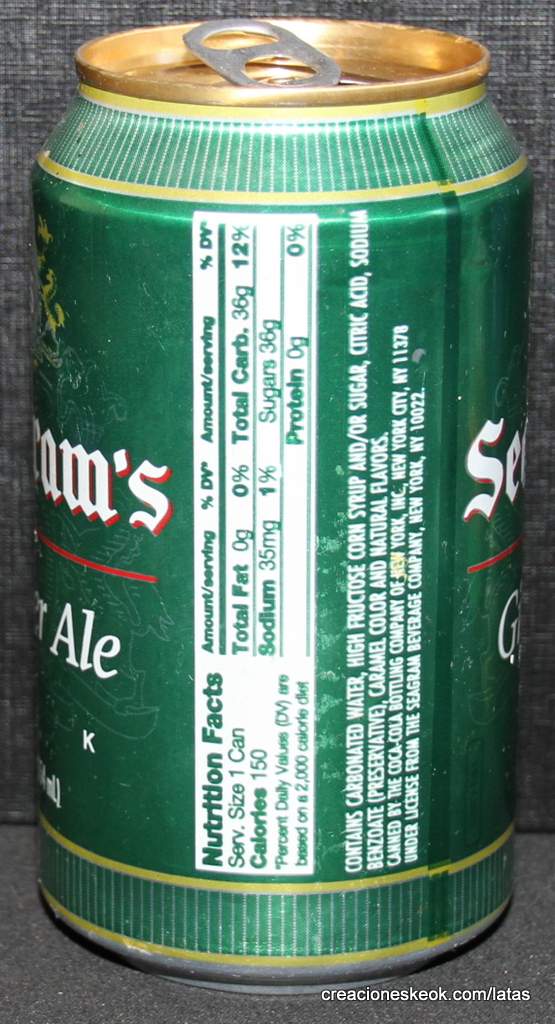 ram's
r Ale
K
mL)
Nutrition Facts
Serv. Size 1 Can
Calories 150
*Percent Daily Values (DV) are
based on a 2,000 calorie diet
Amount/serving % DV* Amount/serving % DV*
Total Fat 0g 0% Total Carb. 36g 12%
Sodium 35mg 1% Sugars 36g
Protein 0g 0%
CONTAINS CARBONATED WATER, HIGH FRUCTOSE CORN SYRUP AND/OR SUGAR, CITRIC ACID, SODIUM
BENZOATE (PRESERVATIVE), CARAMEL COLOR AND NATURAL FLAVORS.
CANNED BY THE COCA-COLA BOTTLING COMPANY OF NEW YORK, INC., NEW YORK CITY, NY 11378
UNDER LICENSE FROM THE SEAGRAM BEVERAGE COMPANY, NEW YORK, NY 10022.
Se
G
creacioneskeok.com/latas